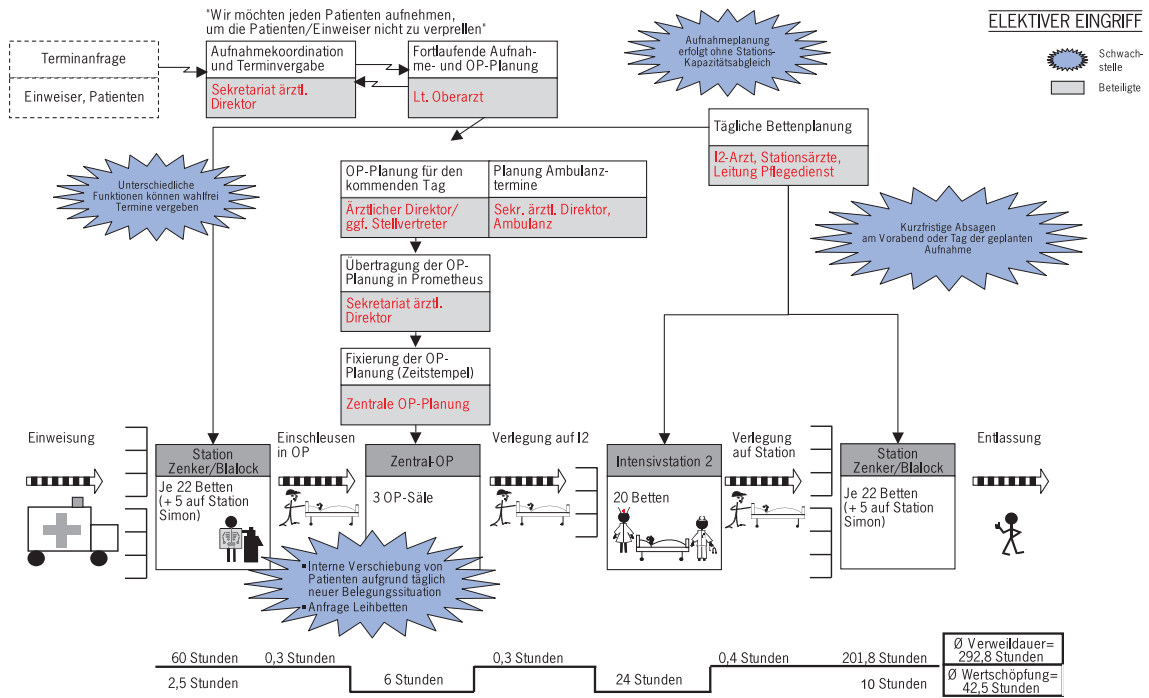 "Wir möchten jeden Patienten aufnehmen,
um die Patienten/Einweiser nicht zu verprellen"
ELEKTIVER EINGRIFF
Schwach-
stelle
Beteiligte
Terminanfrage
Einweiser, Patienten
Aufnahmekoordination
und Terminvergabe
Sekretariat ärztl.
Direktor
Fortlaufende Aufnah-
me- und OP-Planung
Lt. Oberarzt
Aufnahmeplanung
erfolgt ohne Stations-
Kapazitätsabgleich
Tägliche Bettenplanung
I2-Arzt, Stationsärzte,
Leitung Pflegedienst
Unterschiedliche
Funktionen können wahlfrei
Termine vergeben
OP-Planung für den
kommenden Tag
Ärztlicher Direktor/
ggf. Stellvertreter
Planung Ambulanz-
termine
Sekr. ärztl. Direktor,
Ambulanz
Kurzfristige Absagen
am Vorabend oder Tag der geplanten
Aufnahme
Übertragung der OP-
Planung in Prometheus
Sekretariat ärztl.
Direktor
Fixierung der OP-
Planung (Zeitstempel)
Zentrale OP-Planung
Einweisung
Station
Zenker/Blalock
Je 22 Betten
(+ 5 auf Station
Simon)
Einschleusen
in OP
Zentral-OP
3 OP-Säle
Verlegung auf I2
Intensivstation 2
20 Betten
Verlegung
auf Station
Station
Zenker/Blalock
Je 22 Betten
(+ 5 auf Station
Simon)
Entlassung
▪ Interne Verschiebung von
Patienten aufgrund täglich
neuer Belegungssituation
▪ Anfrage Leihbetten
60 Stunden
0,3 Stunden
0,3 Stunden
0,4 Stunden
201,8 Stunden
Ø Verweildauer=
292,8 Stunden
2,5 Stunden
6 Stunden
24 Stunden
10 Stunden
Ø Wertschöpfung=
42,5 Stunden